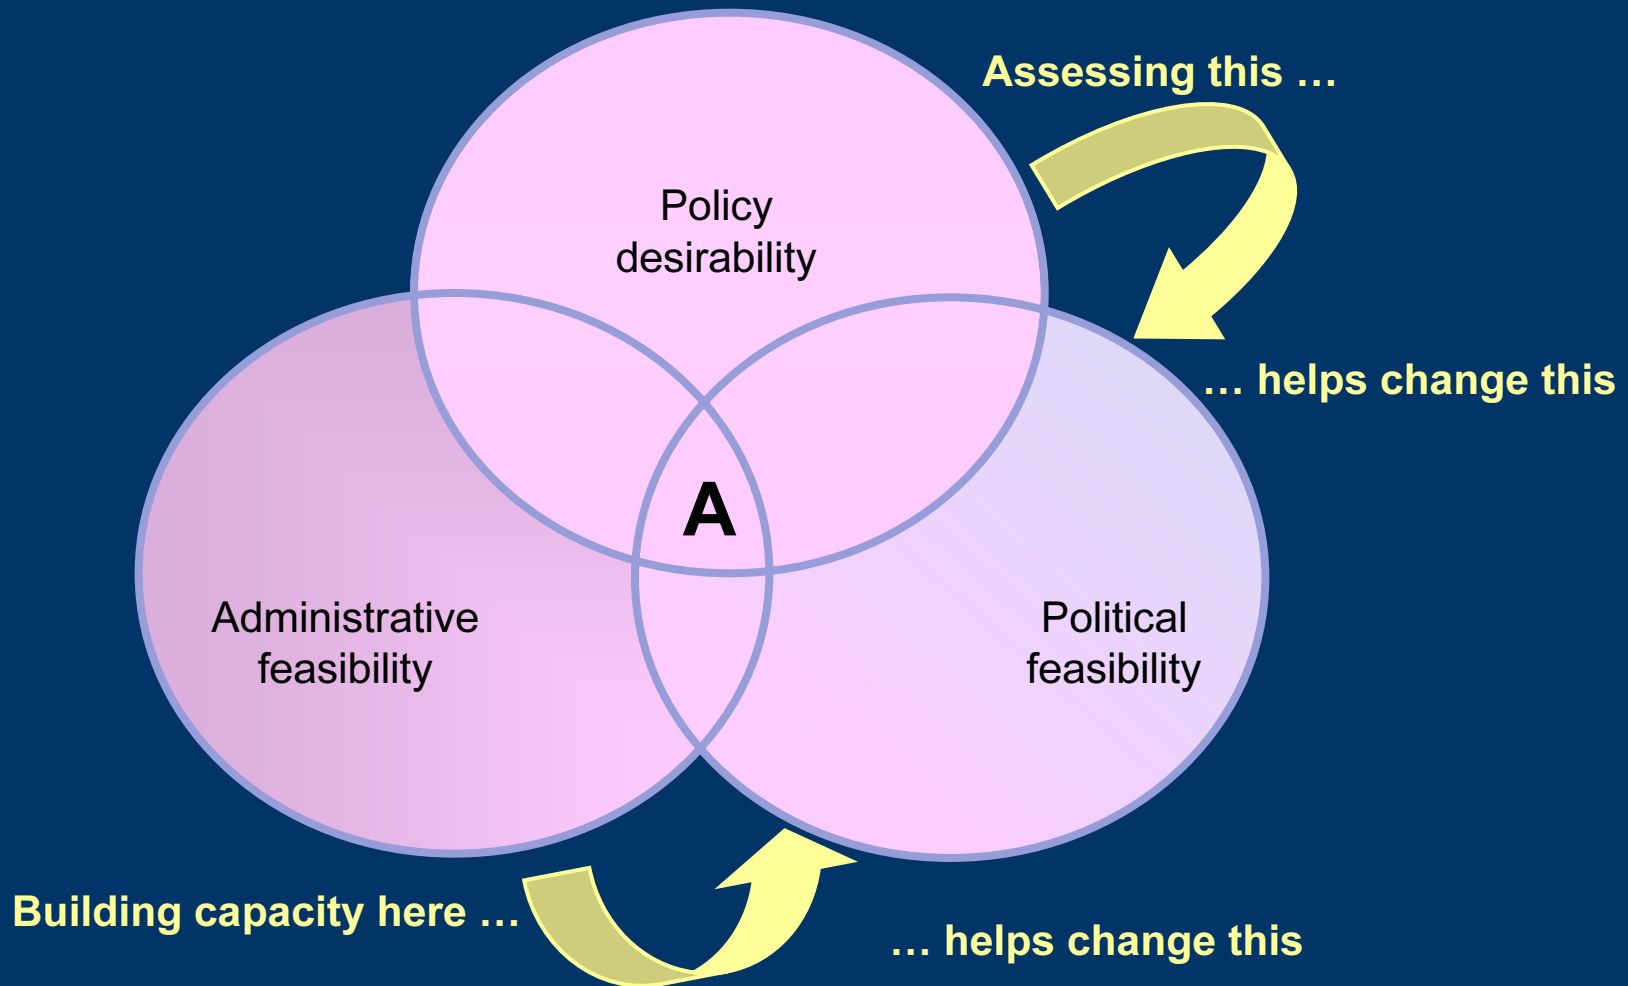 Assessing this …
Policy
desirability
… helps change this
A
Administrative
feasibility
Political
feasibility
Building capacity here …
… helps change this